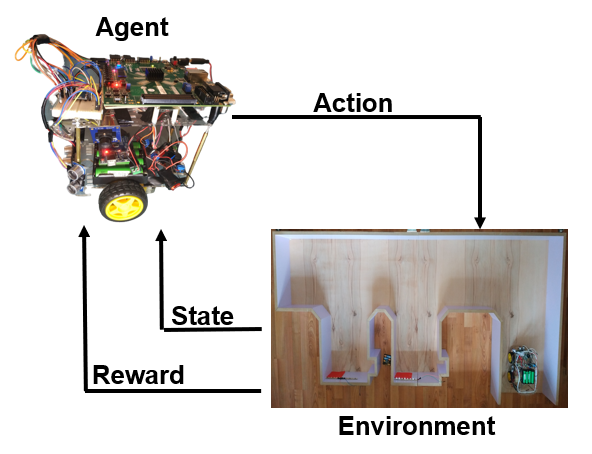 Agent
Action
State
Reward
Environment